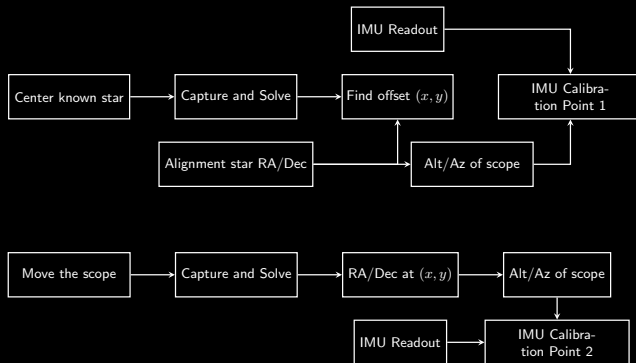 IMU Readout
Center known star
Capture and Solve
Find offset (x, y)
IMU Calibra-
tion Point 1
Alignment star RA/Dec
Alt/Az of scope
Move the scope
Capture and Solve
RA/Dec at (x, y)
Alt/Az of scope
IMU Readout
IMU Calibra-
tion Point 2